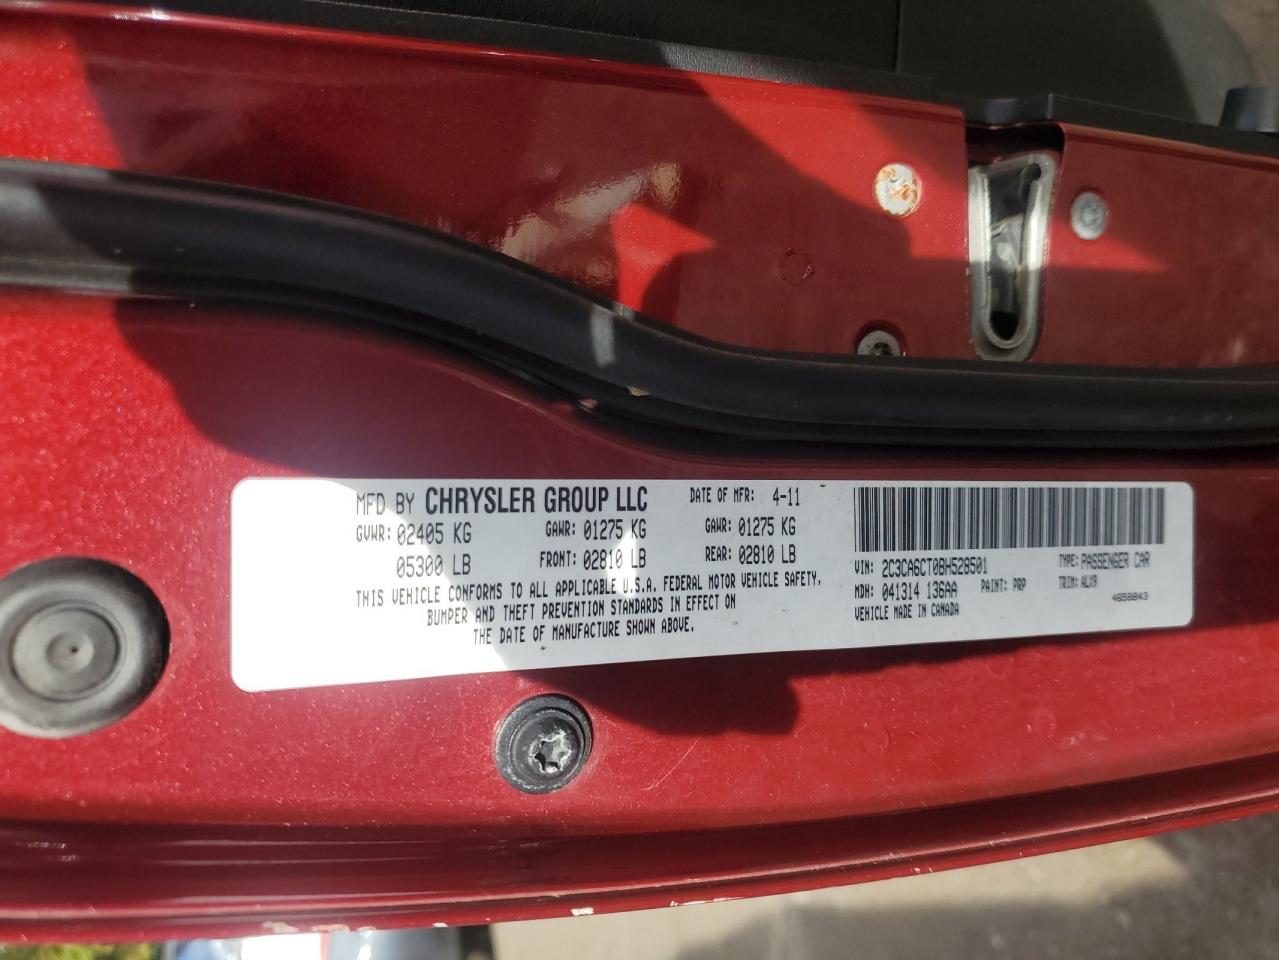 MFD BY CHRYSLER GROUP LLC DATE OF MFR: 4-11
GVWR: 02405 KG GAWR: 01275 KG GAWR: 01275 KG
05300 LB FRONT: 02810 LB REAR: 02810 LB
THIS VEHICLE CONFORMS TO ALL APPLICABLE U.S.A. FEDERAL MOTOR VEHICLE SAFETY,
BUMPER AND THEFT PREVENTION STANDARDS IN EFFECT ON
THE DATE OF MANUFACTURE SHOWN ABOVE.
VIN: 2C3CA6CT0BH528501 TYPE: PASSENGER CAR
MDH: 041314 136AA PAINT: PRP TRIM: ALX9
VEHICLE MADE IN CANADA 4658843